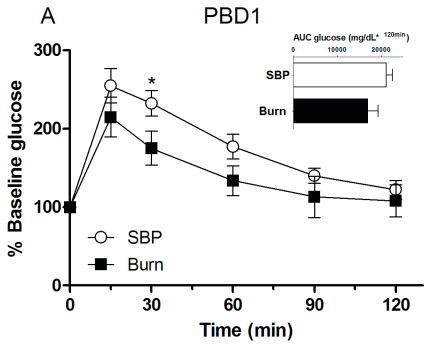 A
PBD1
AUC glucose (mg/dL* 120min)
0 10000 20000
SBP
Burn
*
% Baseline glucose
300
200
100
0
SBP
Burn
0 30 60 90 120
Time (min)